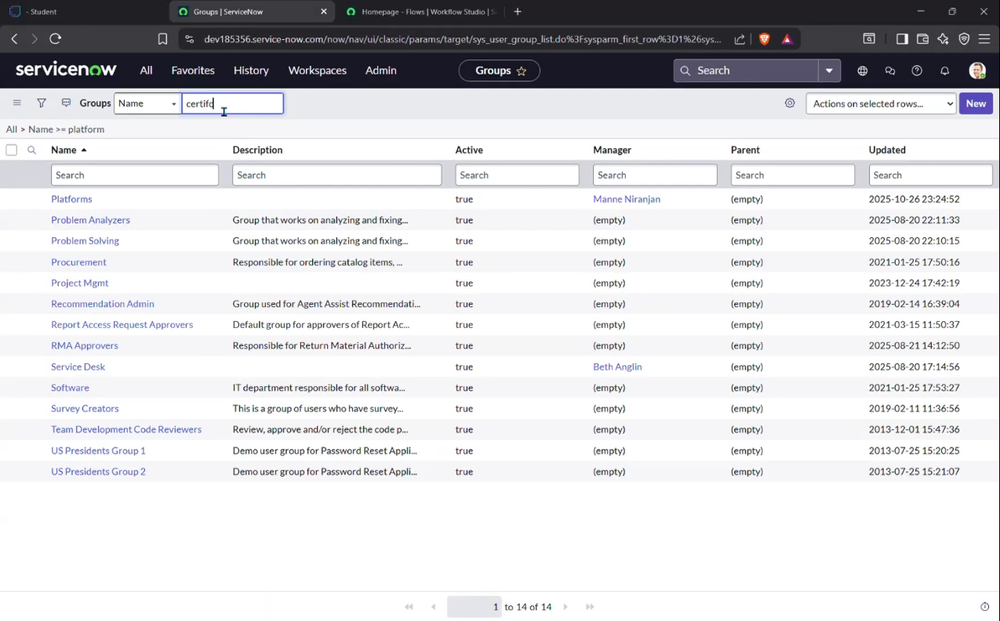 - Student
Groups | ServiceNow
Homepage - Flows | Workflow Studio | S
dev185356.service-now.com/now/nav/ui/classic/params/target/sys_user_group_list.do%3Fsysparm_first_row%3D1%26sys...
servicenow All Favorites History Workspaces Admin Groups Search
Groups Name certifc Actions on selected rows... New
All > Name >= platform
Name Description Active Manager Parent Updated
Search Search Search Search Search Search
Platforms true Manne Niranjan (empty) 2025-10-26 23:24:52
Problem Analyzers Group that works on analyzing and fixing... true (empty) (empty) 2025-08-20 22:11:33
Problem Solving Group that works on analyzing and fixing... true (empty) (empty) 2025-08-20 22:10:15
Procurement Responsible for ordering catalog items, ... true (empty) (empty) 2021-01-25 17:50:16
Project Mgmt true (empty) (empty) 2023-12-24 17:42:19
Recommendation Admin Group used for Agent Assist Recommendati... true (empty) (empty) 2019-02-14 16:39:04
Report Access Request Approvers Default group for approvers of Report Ac... true (empty) (empty) 2021-03-15 11:50:37
RMA Approvers Responsible for Return Material Authoriz... true (empty) (empty) 2025-08-21 14:12:50
Service Desk true Beth Anglin (empty) 2025-08-20 17:14:56
Software IT department responsible for all softwa... true (empty) (empty) 2021-01-25 17:53:27
Survey Creators This is a group of users who have survey... true (empty) (empty) 2019-02-11 11:36:56
Team Development Code Reviewers Review, approve and/or reject the code p... true (empty) (empty) 2013-12-01 15:47:36
US Presidents Group 1 Demo user group for Password Reset Appli... true (empty) (empty) 2013-07-25 15:20:25
US Presidents Group 2 Demo user group for Password Reset Appli... true (empty) (empty) 2013-07-25 15:21:07
1 to 14 of 14